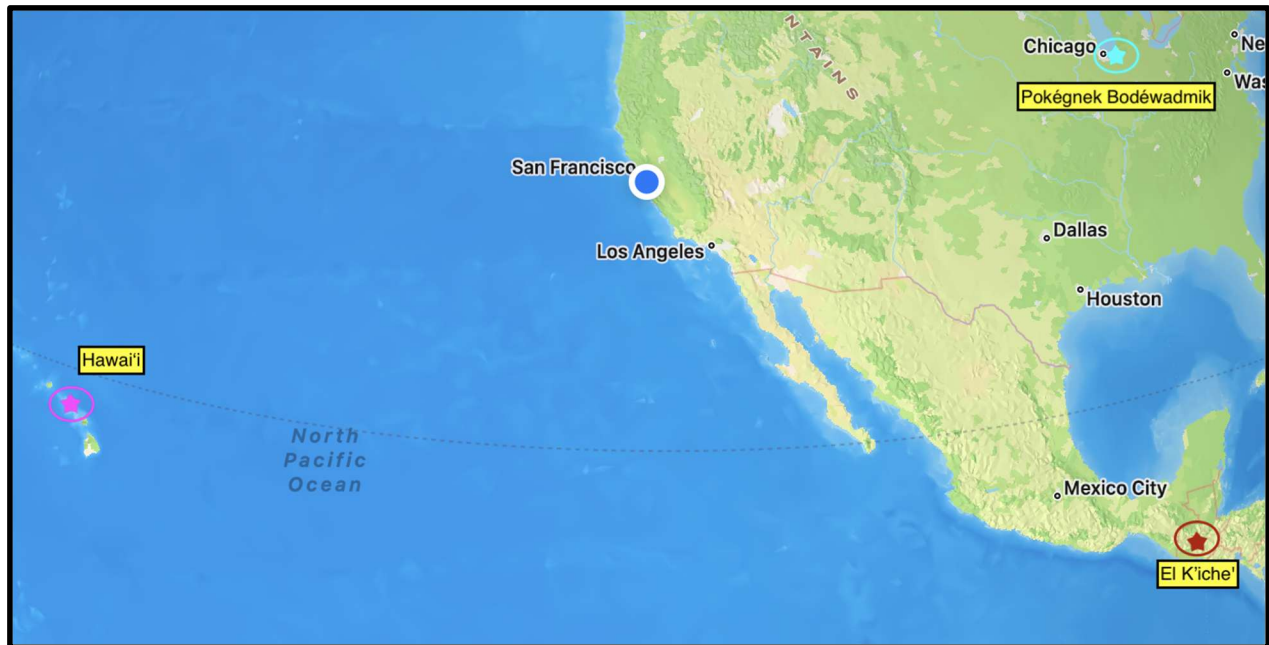 NTAINS
Chicago
Ne
Was
Pokégnek Bodéwadmik
San Francisco
Dallas
Los Angeles
Houston
Hawai‘i
North
Pacific
Ocean
Mexico City
El K’iche'